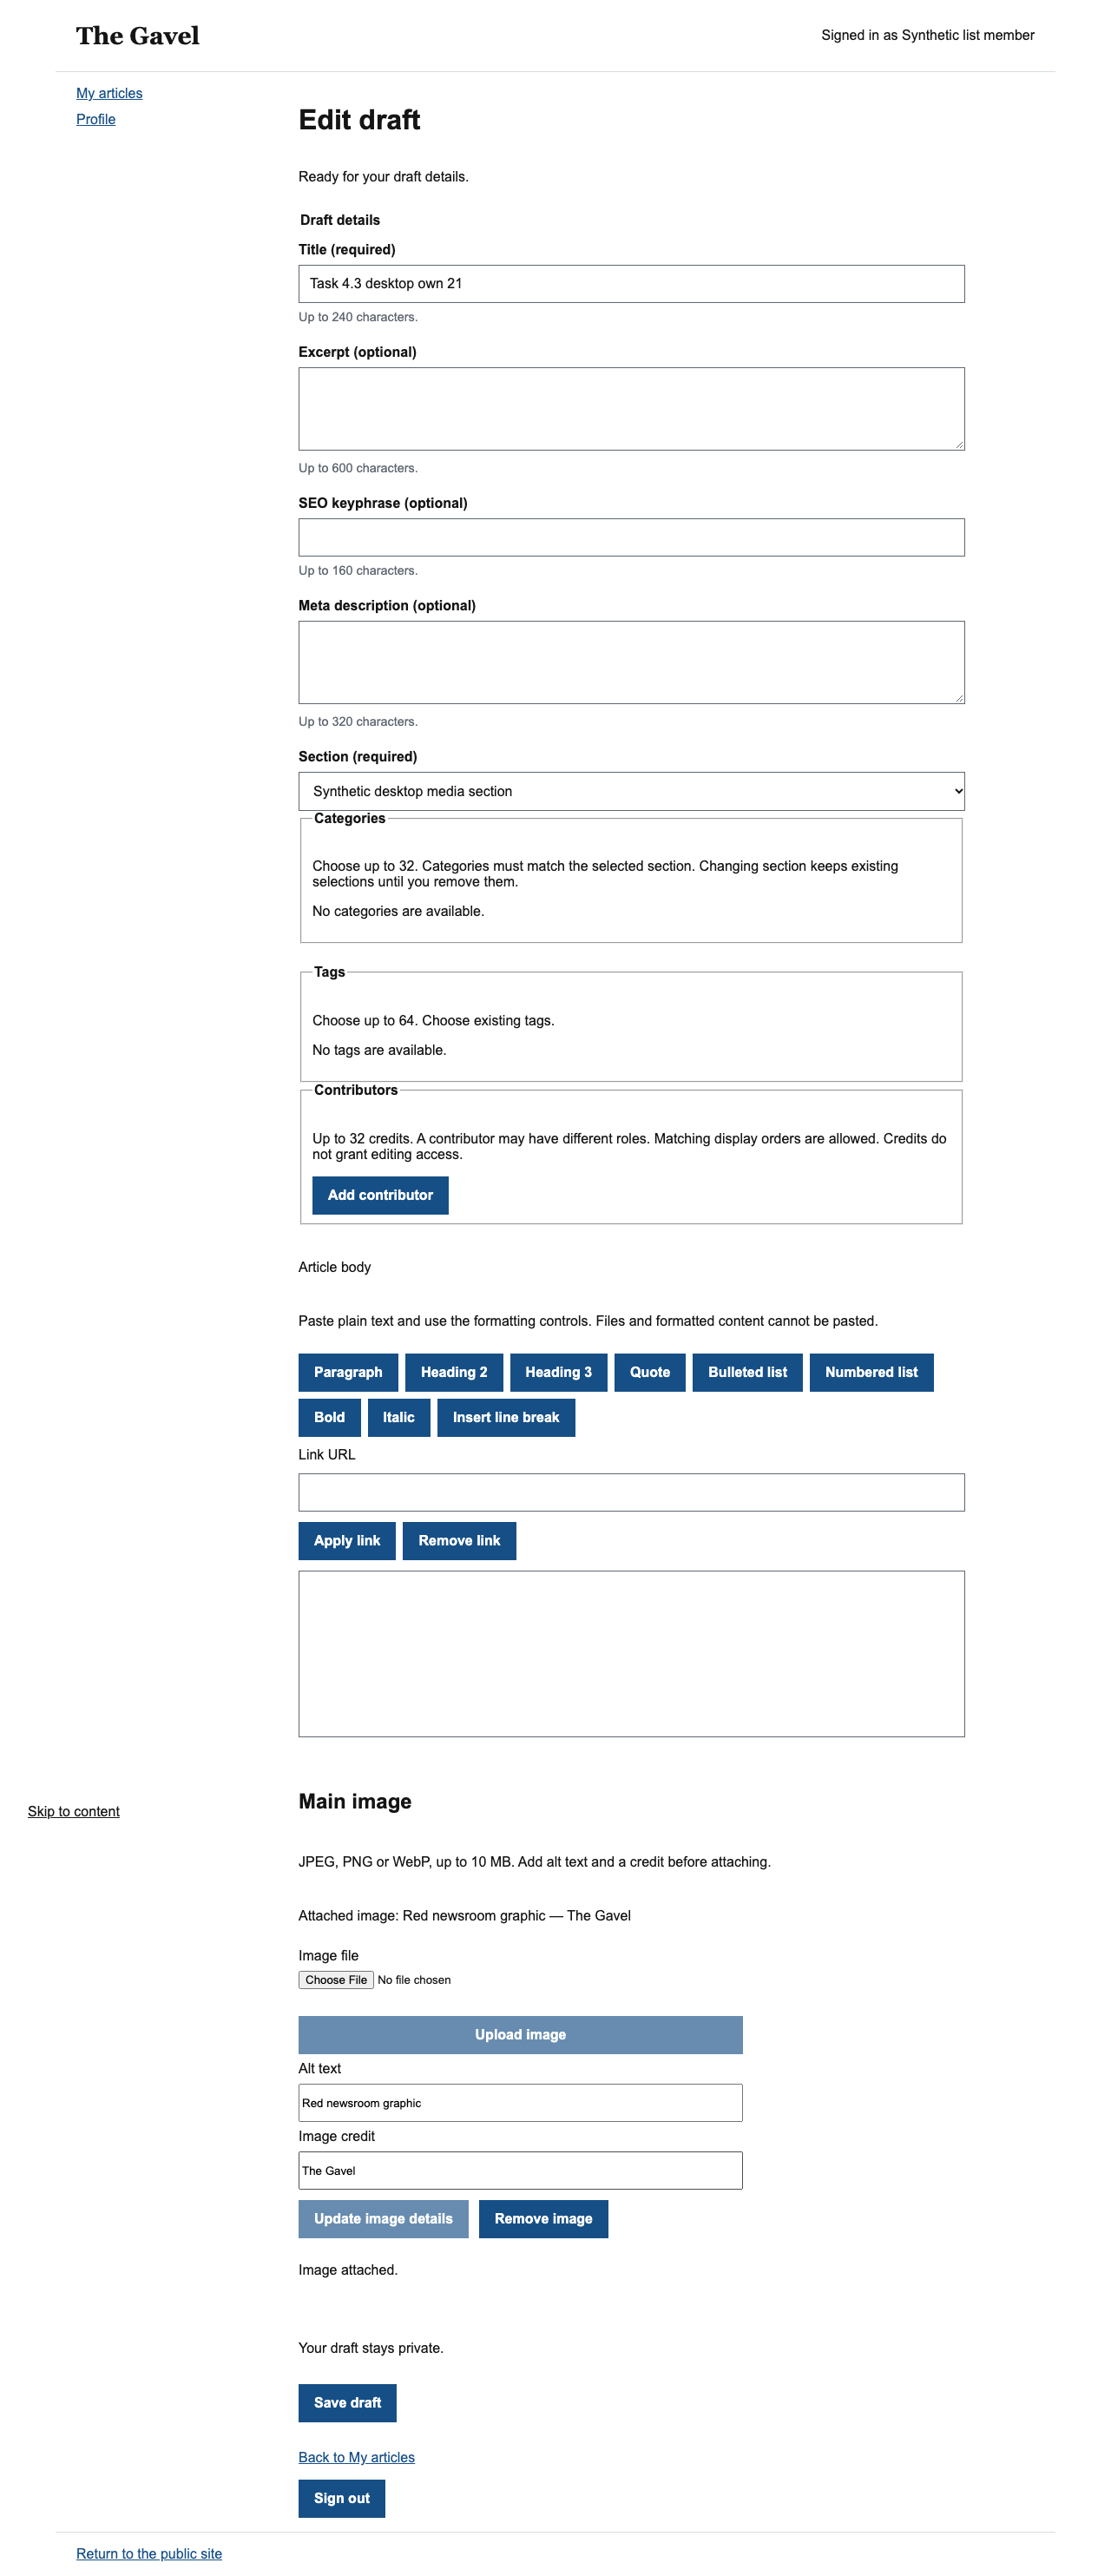 The Gavel
Signed in as Synthetic list member
My articles
Profile
Edit draft
Ready for your draft details.
Draft details
Title (required)
Task 4.3 desktop own 21
Up to 240 characters.
Excerpt (optional)
Up to 600 characters.
SEO keyphrase (optional)
Up to 160 characters.
Meta description (optional)
Up to 320 characters.
Section (required)
Synthetic desktop media section
Categories
Choose up to 32. Categories must match the selected section. Changing section keeps existing
selections until you remove them.
No categories are available.
Tags
Choose up to 64. Choose existing tags.
No tags are available.
Contributors
Up to 32 credits. A contributor may have different roles. Matching display orders are allowed. Credits do
not grant editing access.
Add contributor
Article body
Paste plain text and use the formatting controls. Files and formatted content cannot be pasted.
Paragraph Heading 2 Heading 3 Quote Bulleted list Numbered list
Bold Italic Insert line break
Link URL
Apply link Remove link
Main image
Skip to content
JPEG, PNG or WebP, up to 10 MB. Add alt text and a credit before attaching.
Attached image: Red newsroom graphic — The Gavel
Image file
Choose File No file chosen
Upload image
Alt text
Red newsroom graphic
Image credit
The Gavel
Update image details Remove image
Image attached.
Your draft stays private.
Save draft
Back to My articles
Sign out
Return to the public site